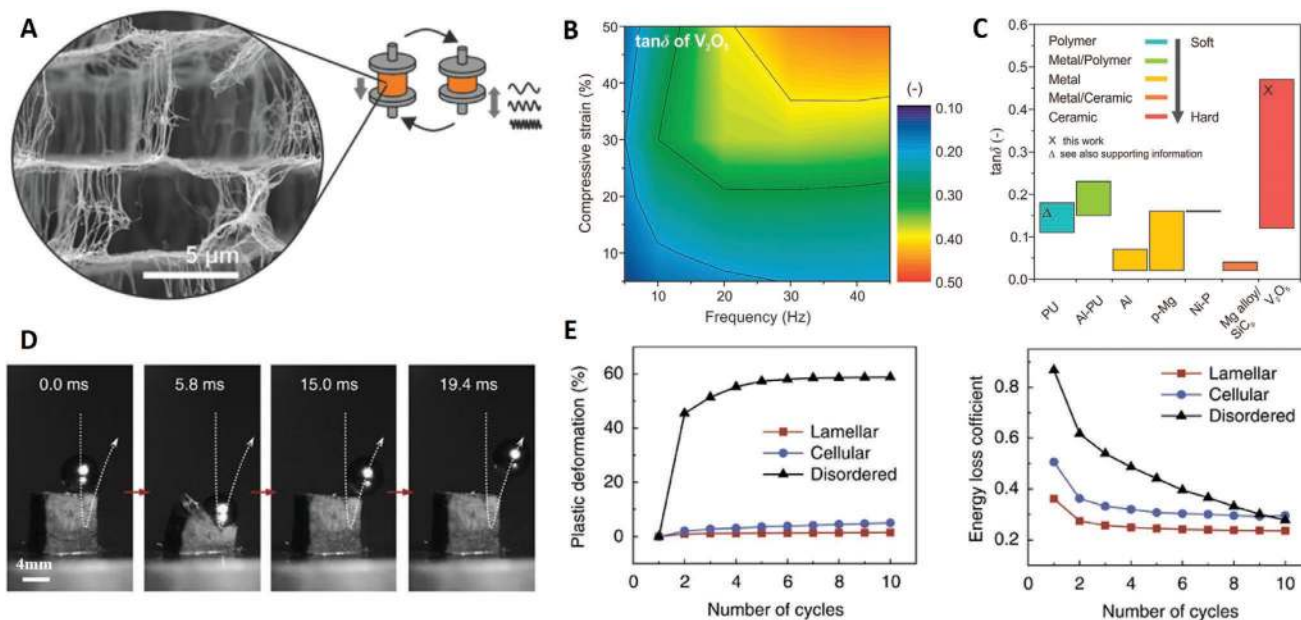 A
5 μm
B
tanδ of V₂O₅
Compressive strain (%)
50
45
40
35
30
25
20
15
10
5
10
20
30
40
Frequency (Hz)
(-)
0.10
0.20
0.30
0.40
0.50
C
tanδ (-)
0.6
0.5
0.4
0.3
0.2
0.1
0.0
Polymer
Metal/Polymer
Metal
Metal/Ceramic
Ceramic
Soft
Hard
X this work
Δ see also supporting information
X
Δ
PU
Al-PU
Al
p-Mg
Ni-P
Mg alloy/
V₂O₅
D
0.0 ms
5.8 ms
15.0 ms
19.4 ms
4mm
E
Plastic deformation (%)
60
40
20
0
Lamellar
Cellular
Disordered
0
2
4
6
8
10
Number of cycles
Energy loss cofficient
0.8
0.6
0.4
0.2
Lamellar
Cellular
Disordered
0
2
4
6
8
10
Number of cycles